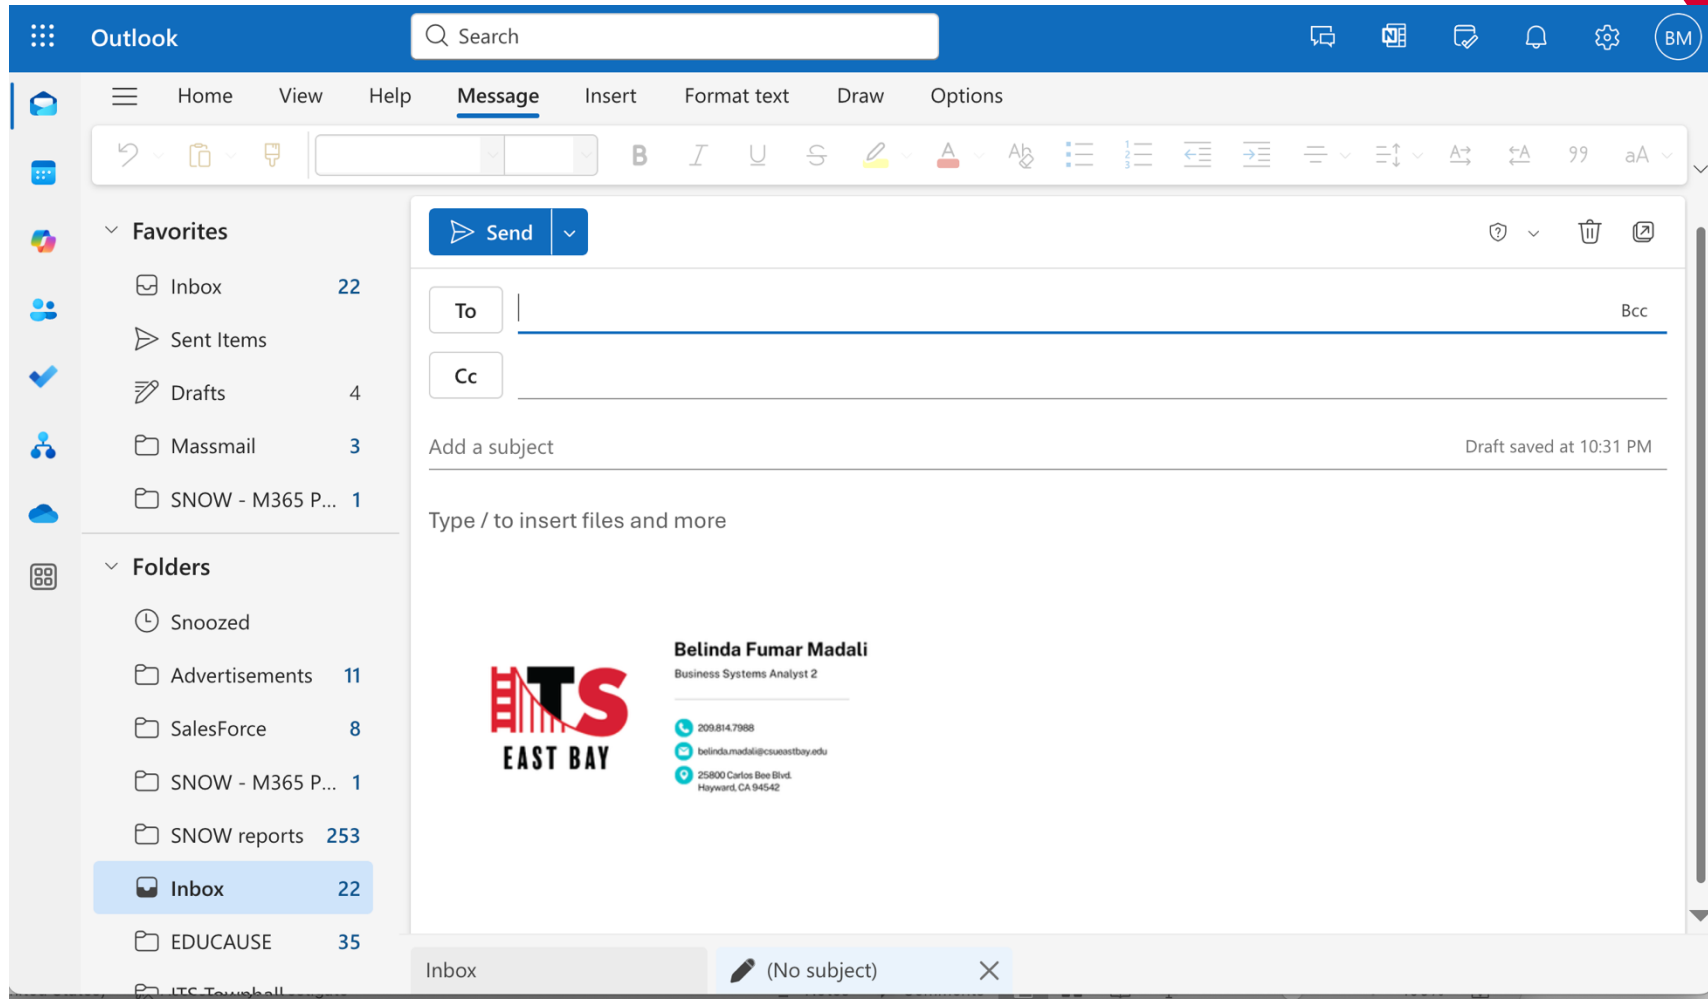 Outlook
Search
BM
Home View Help Message Insert Format text Draw Options
Favorites
Inbox 22
Sent Items
Drafts 4
Massmail 3
SNOW - M365 P... 1
Folders
Snoozed
Advertisements 11
SalesForce 8
SNOW - M365 P... 1
SNOW reports 253
Inbox 22
EDUCAUSE 35
ITS Townhall
Send
To
Bcc
Cc
Add a subject
Draft saved at 10:31 PM
Type / to insert files and more
ITS
EAST BAY
Belinda Fumar Madali
Business Systems Analyst 2
209.814.7988
belinda.madali@csueastbay.edu
25800 Carlos Bee Blvd.
Hayward, CA 94542
Inbox
(No subject)